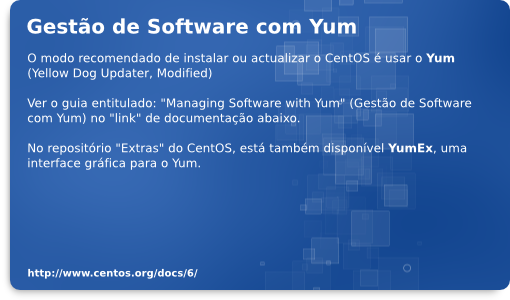 Gestão de Software com Yum
O modo recomendado de instalar ou actualizar o CentOS é usar o Yum
(Yellow Dog Updater, Modified)
Ver o guia entitulado: "Managing Software with Yum" (Gestão de Software
com Yum) no "link" de documentação abaixo.
No repositório "Extras" do CentOS, está também disponível YumEx, uma
interface gráfica para o Yum.
http://www.centos.org/docs/6/